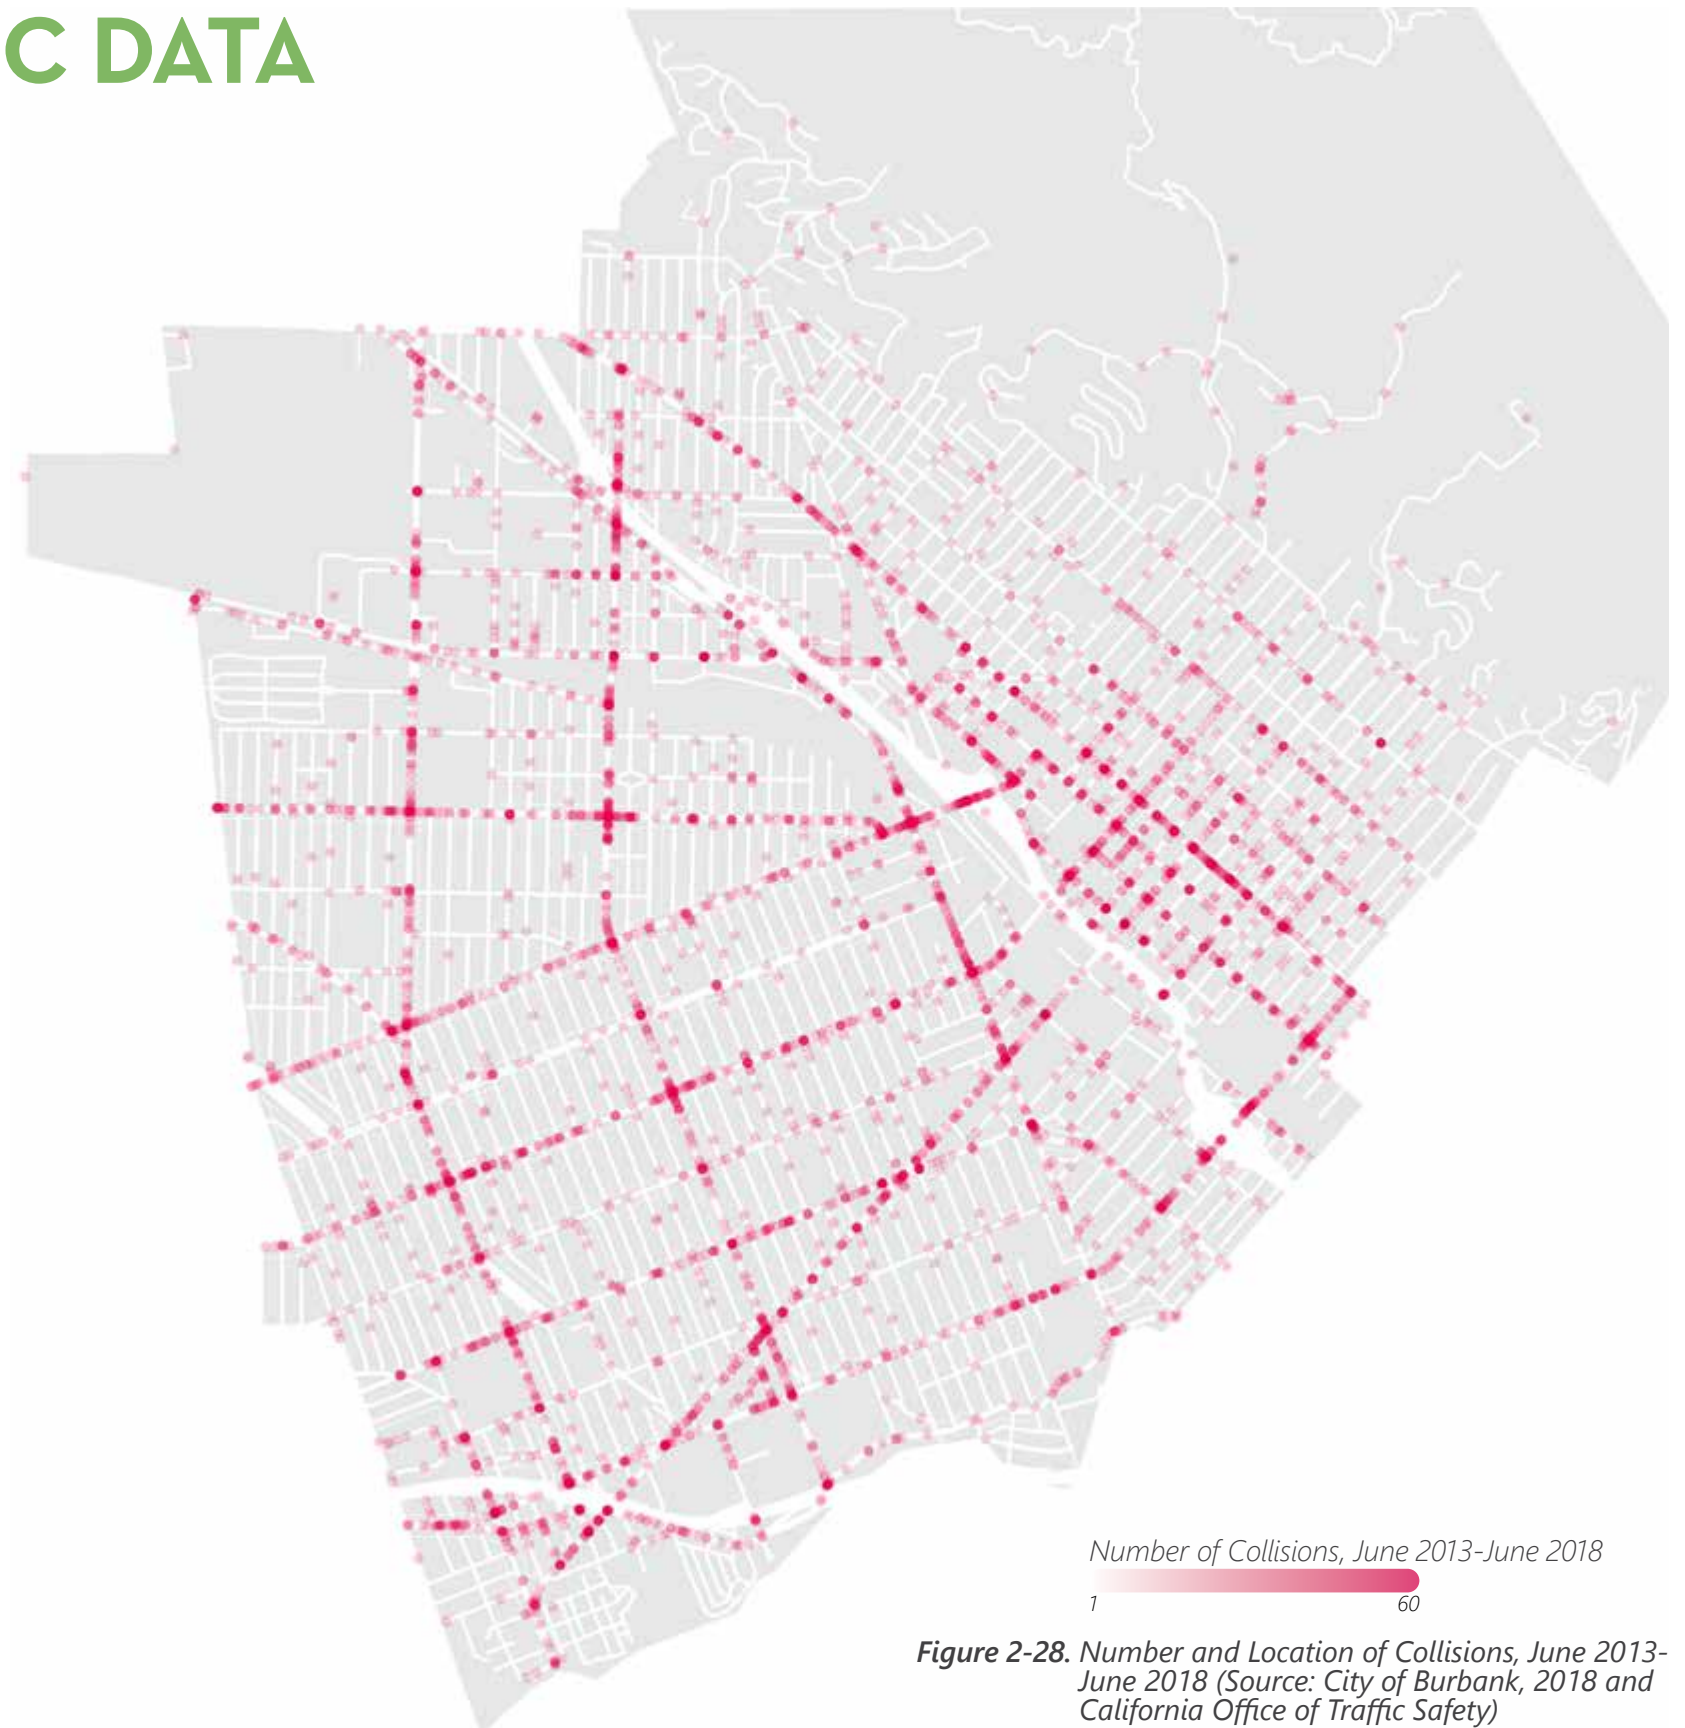 C DATA
Number of Collisions, June 2013-June 2018
1 60
Figure 2-28. Number and Location of Collisions, June 2013-
June 2018 (Source: City of Burbank, 2018 and
California Office of Traffic Safety)